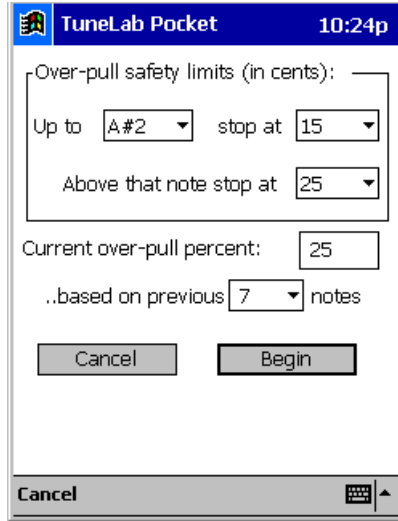 TuneLab Pocket 10:24p
Over-pull safety limits (in cents):
Up to A#2 stop at 15
Above that note stop at 25
Current over-pull percent: 25
..based on previous 7 notes
Cancel Begin
Cancel